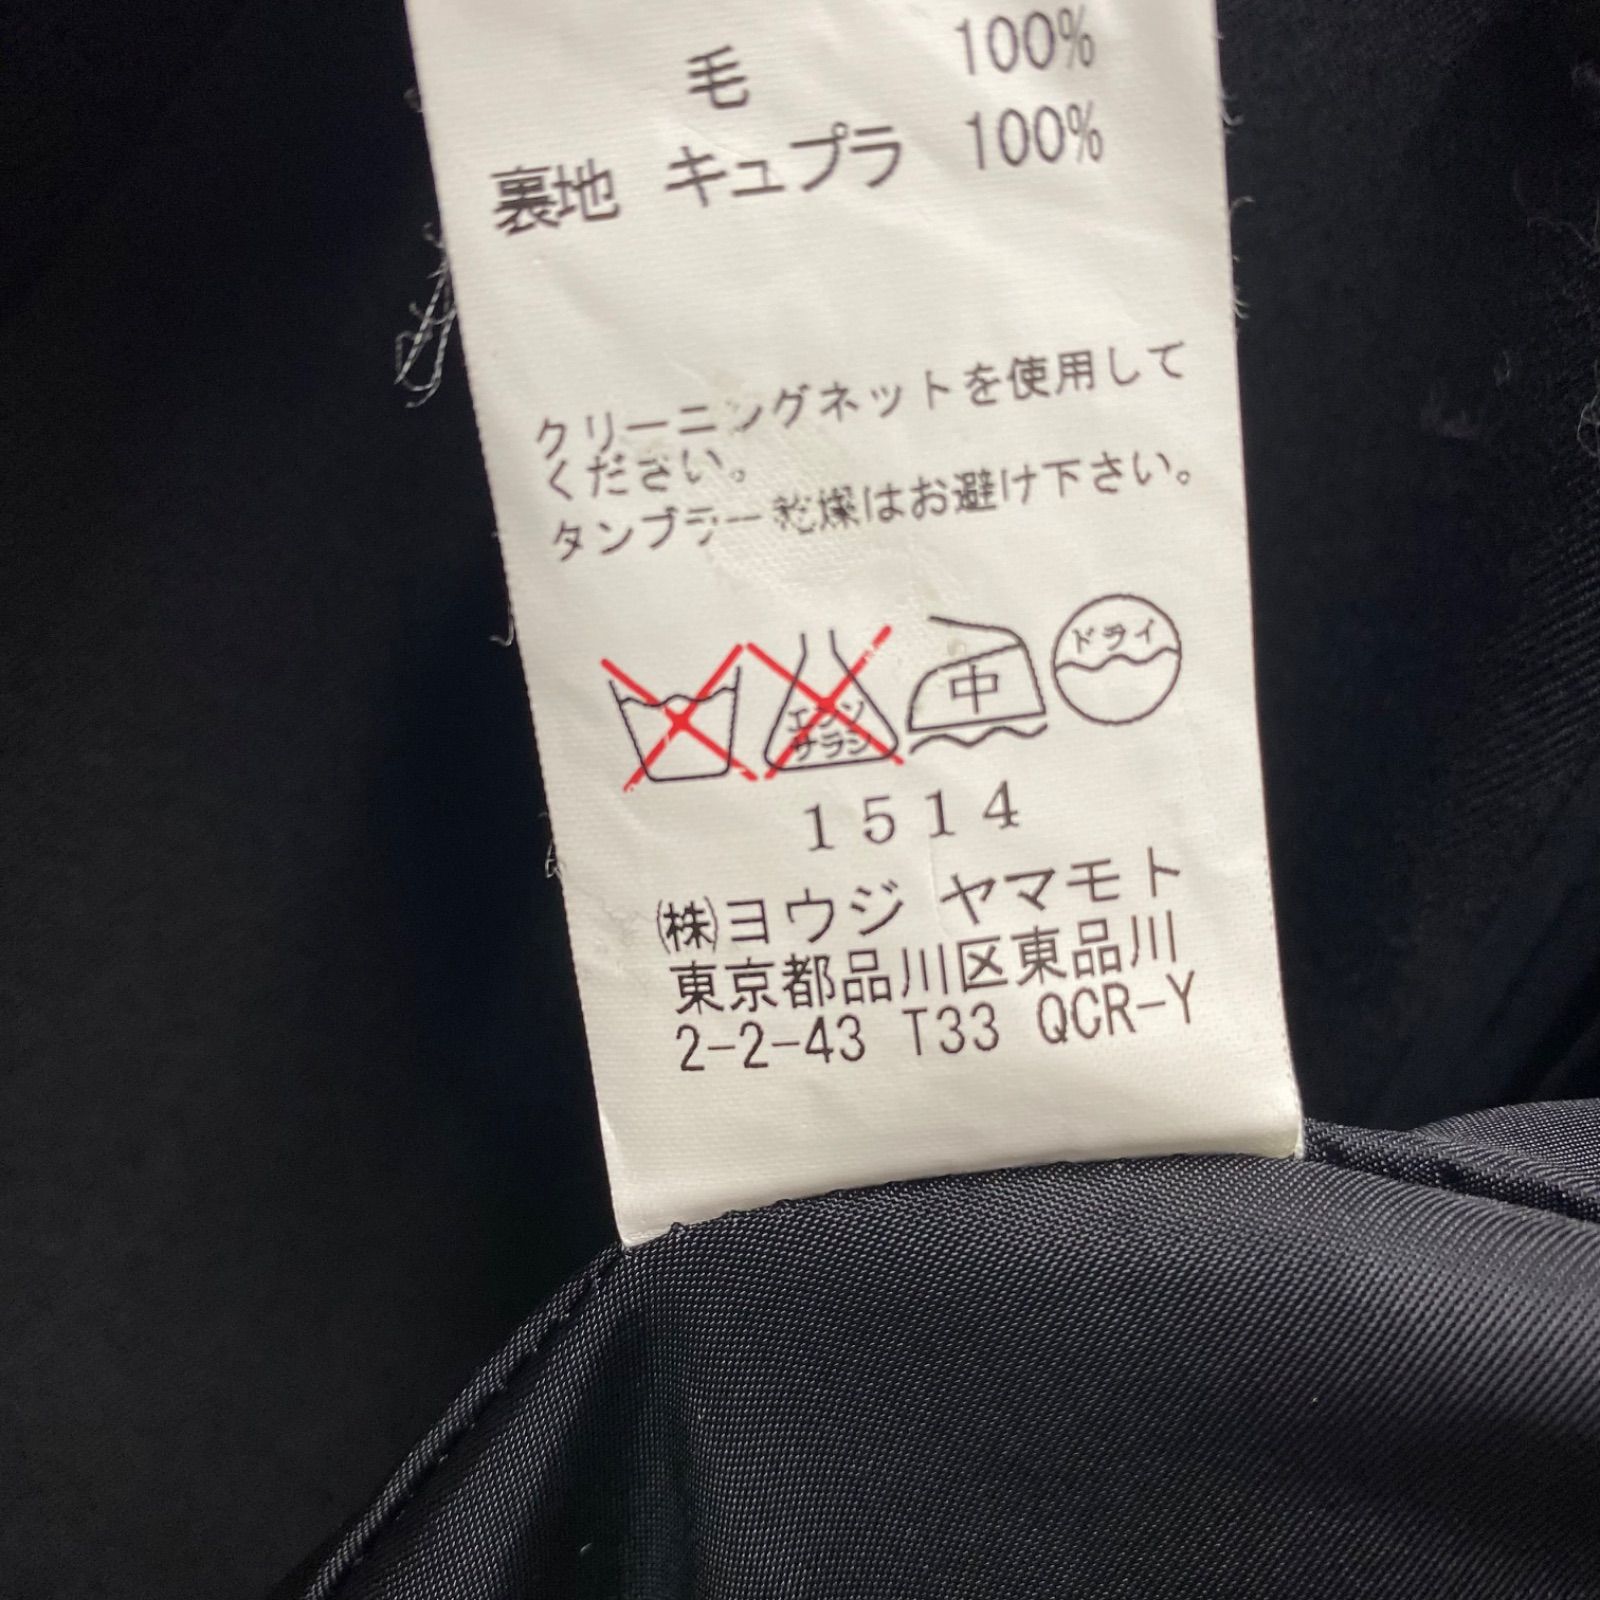 毛 100%
裏地 キュプラ 100%
クリーニングネットを使用して
ください。
タンブラー乾燥はお避け下さい。
エンソ
サラシ
中
ドライ
1514
㈱ヨウジ ヤマモト
東京都品川区東品川
2-2-43 T33 QCR-Y